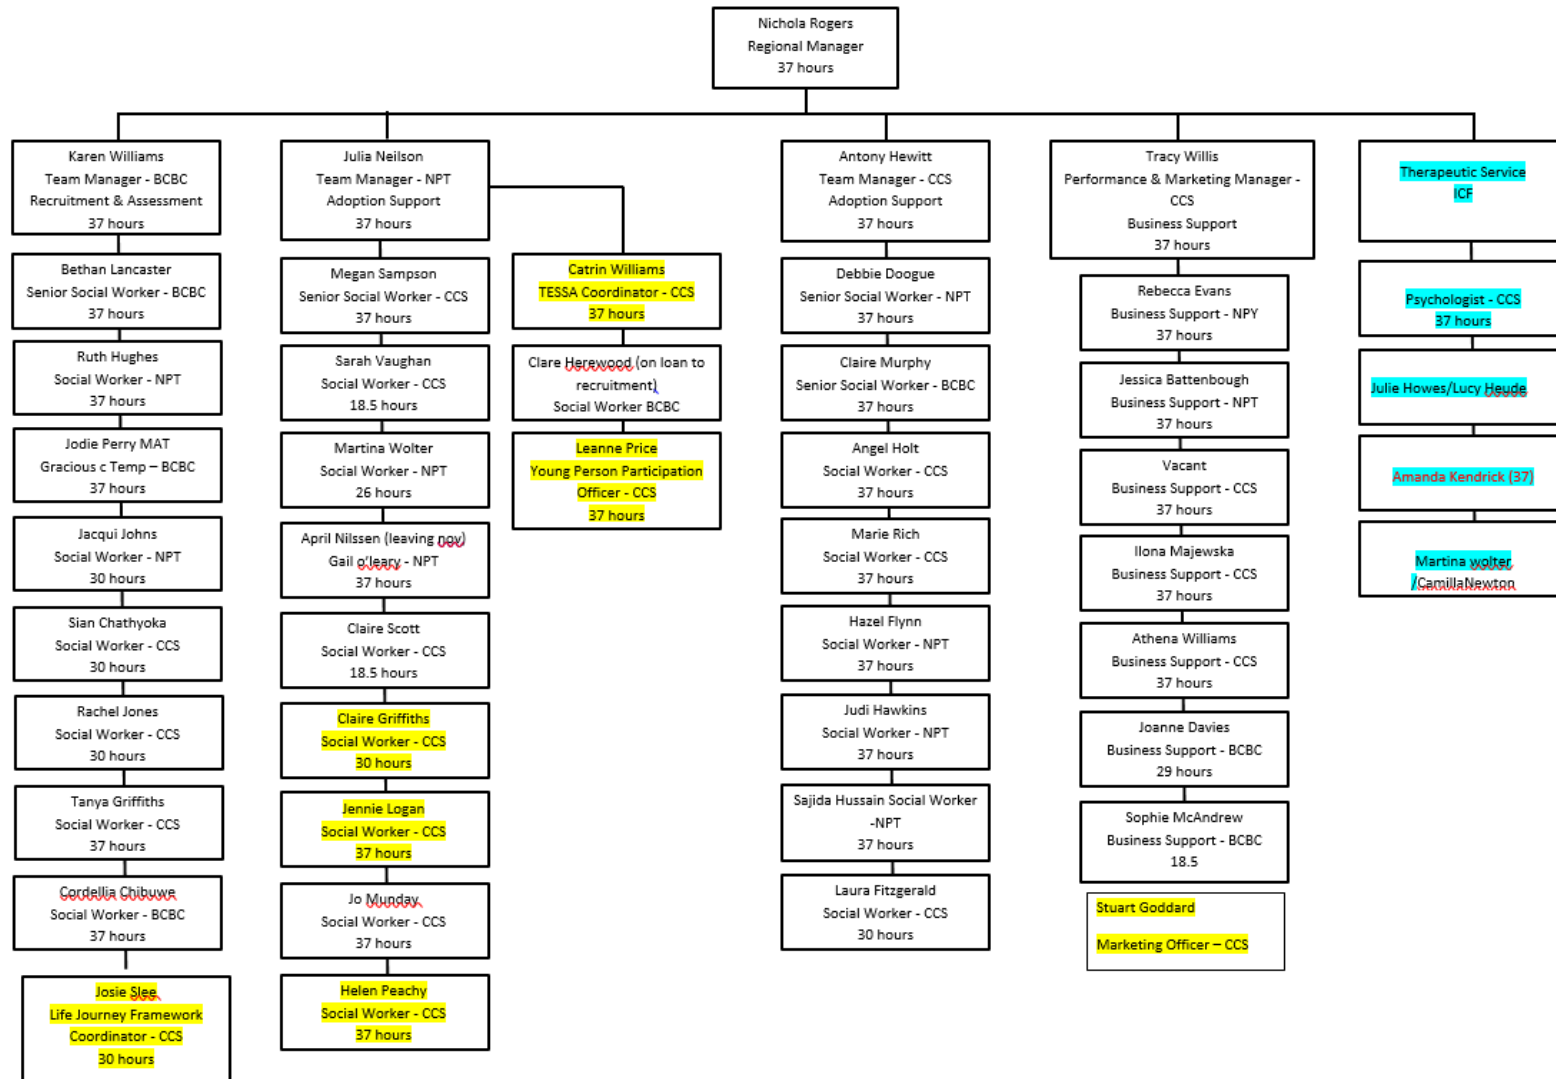 Nichola Rogers
Regional Manager
37 hours
Karen Williams
Team Manager - BCBC
Recruitment & Assessment
37 hours
Bethan Lancaster
Senior Social Worker - BCBC
37 hours
Ruth Hughes
Social Worker - NPT
37 hours
Jodie Perry MAT
Gracious c Temp – BCBC
37 hours
Jacqui Johns
Social Worker - NPT
30 hours
Sian Chathyoka
Social Worker - CCS
30 hours
Rachel Jones
Social Worker - CCS
30 hours
Tanya Griffiths
Social Worker - CCS
37 hours
Cordellia Chibuwe
Social Worker - BCBC
37 hours
Josie Slee
Life Journey Framework
Coordinator - CCS
30 hours
Julia Neilson
Team Manager - NPT
Adoption Support
37 hours
Megan Sampson
Senior Social Worker - CCS
37 hours
Sarah Vaughan
Social Worker - CCS
18.5 hours
Martina Wolter
Social Worker - NPT
26 hours
April Nilssen (leaving nov)
Gail o'leary - NPT
37 hours
Claire Scott
Social Worker - CCS
18.5 hours
Claire Griffiths
Social Worker - CCS
30 hours
Jennie Logan
Social Worker - CCS
37 hours
Jo Munday
Social Worker - CCS
37 hours
Helen Peachy
Social Worker - CCS
37 hours
Catrin Williams
TESSA Coordinator - CCS
37 hours
Clare Herewood (on loan to
recruitment)
Social Worker BCBC
Leanne Price
Young Person Participation
Officer - CCS
37 hours
Antony Hewitt
Team Manager - CCS
Adoption Support
37 hours
Debbie Doogue
Senior Social Worker - NPT
37 hours
Claire Murphy
Senior Social Worker - BCBC
37 hours
Angel Holt
Social Worker - CCS
37 hours
Marie Rich
Social Worker - CCS
37 hours
Hazel Flynn
Social Worker - NPT
37 hours
Judi Hawkins
Social Worker - NPT
37 hours
Sajida Hussain Social Worker
-NPT
37 hours
Laura Fitzgerald
Social Worker - CCS
30 hours
Tracy Willis
Performance & Marketing Manager -
CCS
Business Support
37 hours
Rebecca Evans
Business Support - NPY
37 hours
Jessica Battenbough
Business Support - NPT
37 hours
Vacant
Business Support - CCS
37 hours
Ilona Majewska
Business Support - CCS
37 hours
Athena Williams
Business Support - CCS
37 hours
Joanne Davies
Business Support - BCBC
29 hours
Sophie McAndrew
Business Support - BCBC
18.5
Stuart Goddard
Marketing Officer – CCS
Therapeutic Service
ICF
Psychologist - CCS
37 hours
Julie Howes/Lucy Heude
Amanda Kendrick (37)
Martina wolter
/CamillaNewton